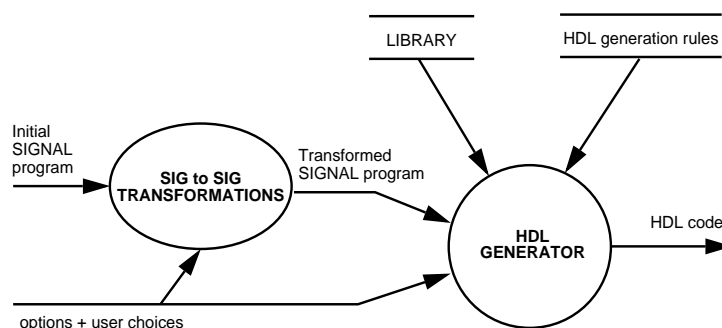 LIBRARY
HDL generation rules
Initial
SIGNAL
program
SIG to SIG
TRANSFORMATIONS
Transformed
SIGNAL program
HDL
GENERATOR
HDL code
options + user choices